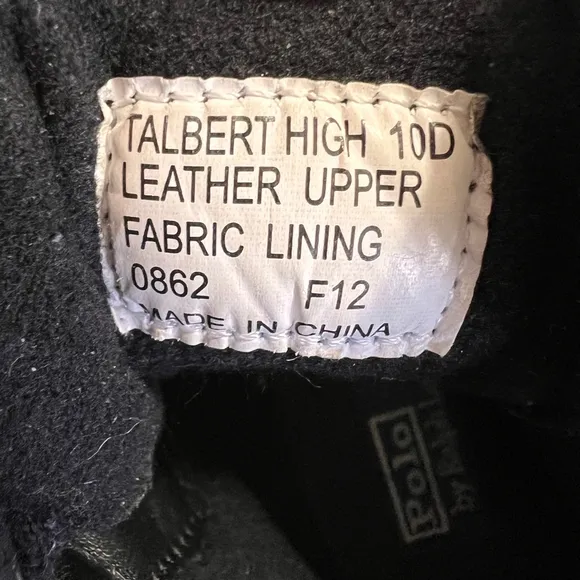 TALBERT HIGH 10D
LEATHER UPPER
FABRIC LINING
0862 F12
MADE IN CHINA
Polo